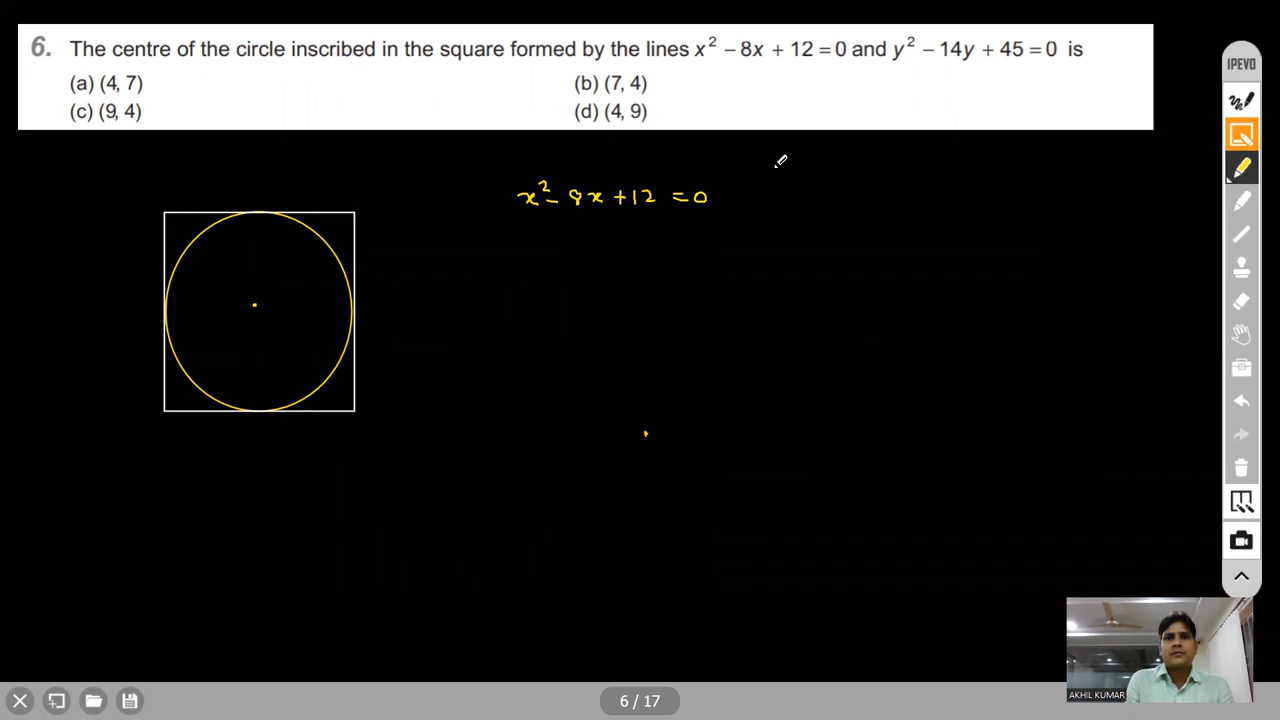 6. The centre of the circle inscribed in the square formed by the lines x² − 8x + 12 = 0 and y² − 14y + 45 = 0 is
(a) (4, 7) (b) (7, 4)
(c) (9, 4) (d) (4, 9)
IPEVO
x² − 8x + 12 = 0
AKHIL KUMAR
6 / 17